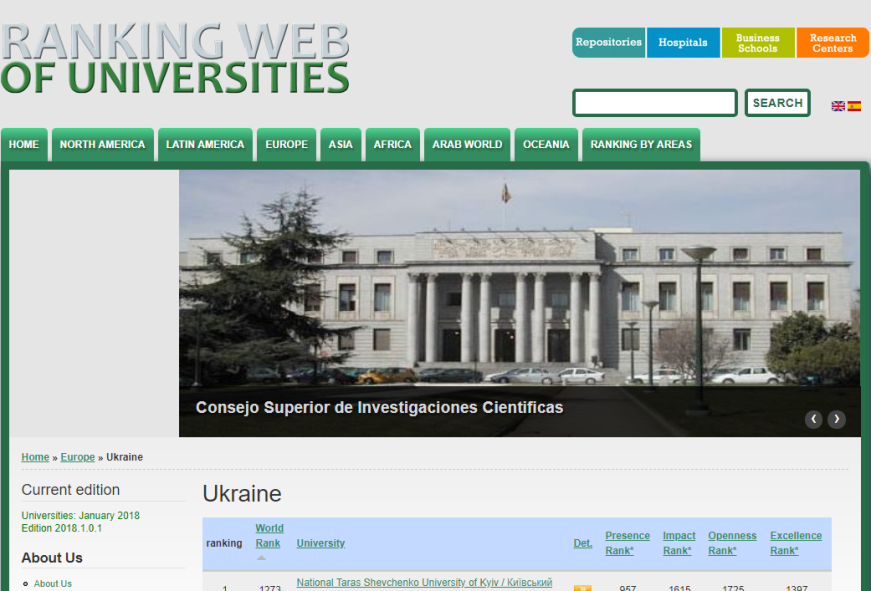 RANKING WEB
OF UNIVERSITIES
Repositories
Hospitals
Business
Schools
Research
Centers
SEARCH
HOME
NORTH AMERICA
LATIN AMERICA
EUROPE
ASIA
AFRICA
ARAB WORLD
OCEANIA
RANKING BY AREAS
Consejo Superior de Investigaciones Cientificas
Home » Europe » Ukraine
Current edition
Universities: January 2018
Edition 2018.1.0.1
About Us
About Us
Ukraine
ranking
World
Rank
University
Det.
Presence
Rank*
Impact
Rank*
Openness
Rank*
Excellence
Rank*
1
1273
National Taras Shevchenko University of Kyiv / Київський
957
1615
1725
1397